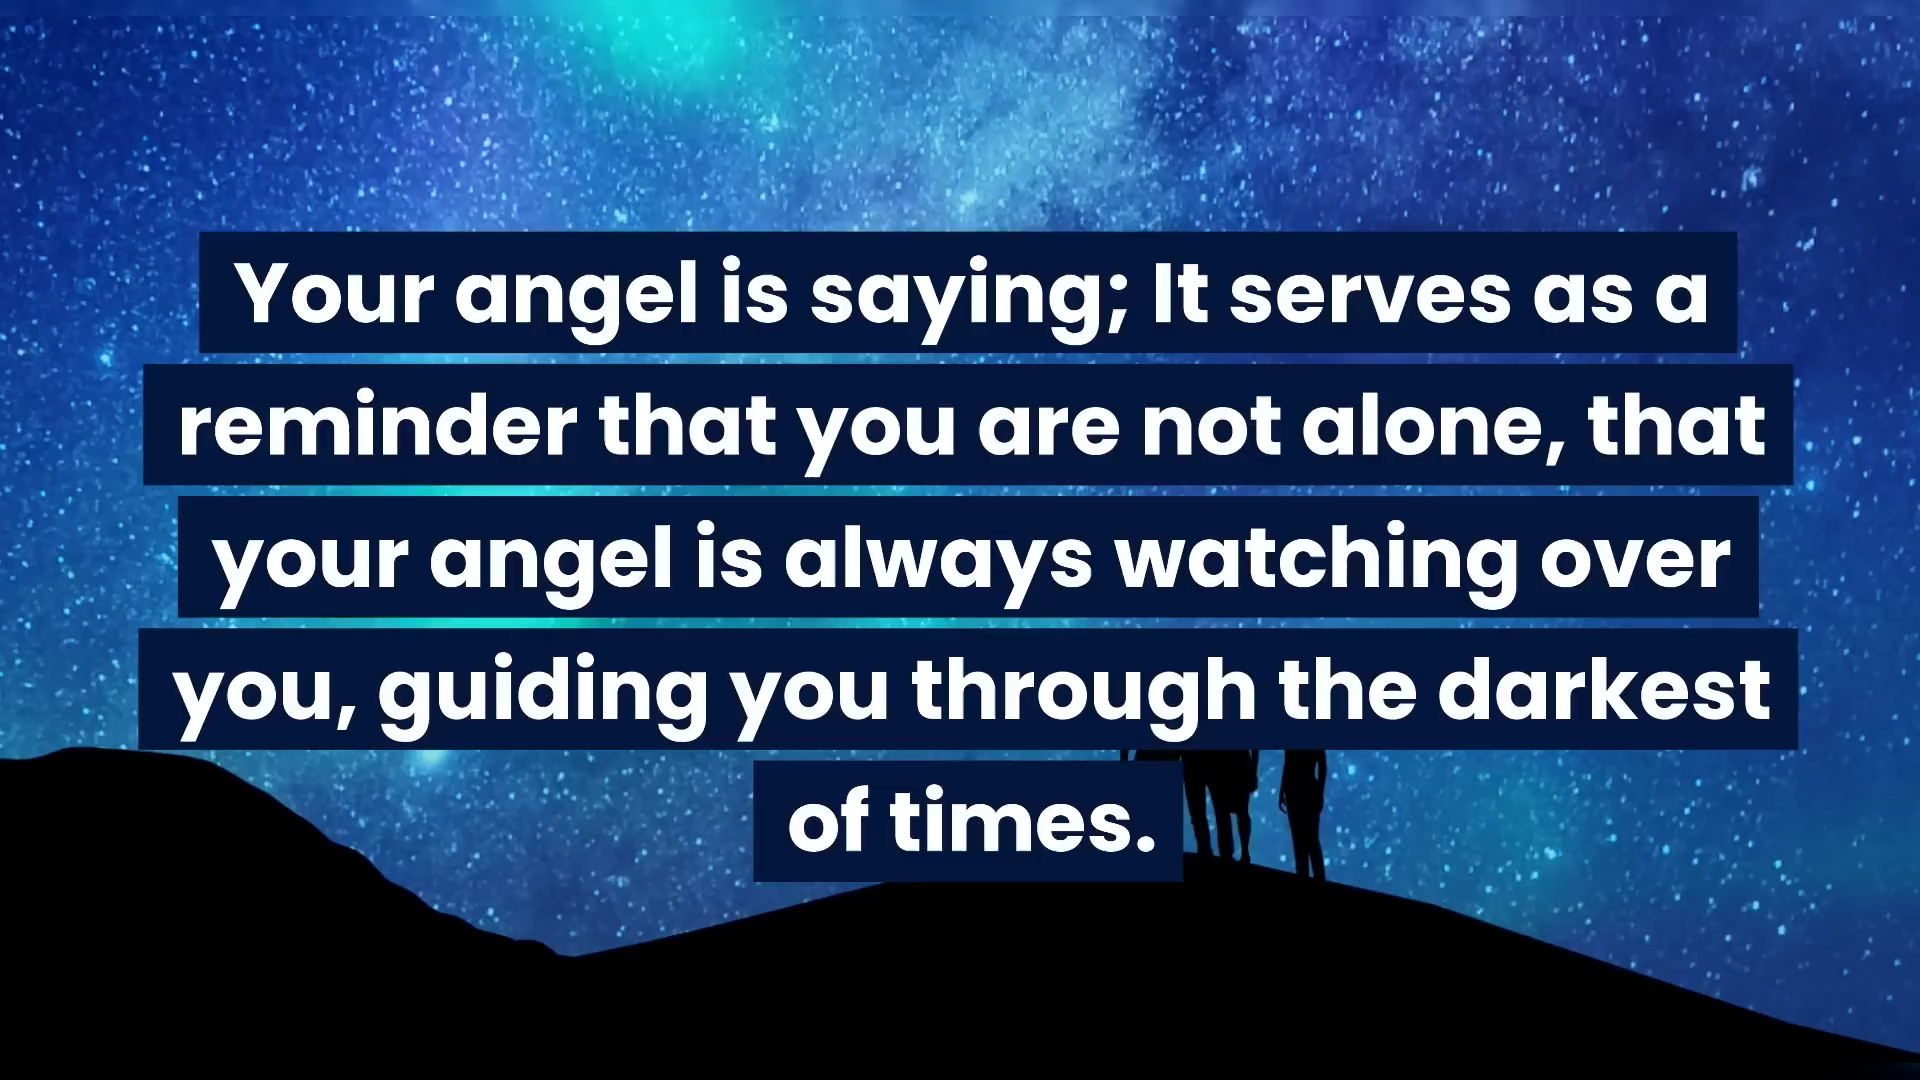 Your angel is saying; It serves as a
reminder that you are not alone, that
your angel is always watching over
you, guiding you through the darkest
of times.